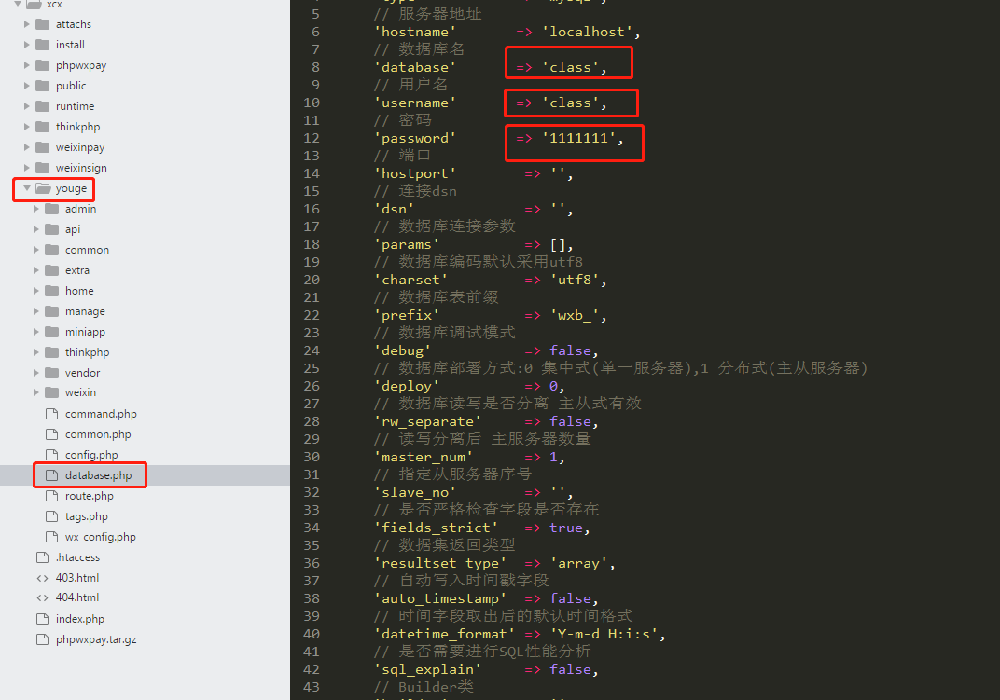 xcx
attachs
install
phpwxpay
public
runtime
thinkphp
weixinpay
weixinsign
youge
admin
api
common
extra
home
manage
miniapp
thinkphp
vendor
weixin
command.php
common.php
config.php
database.php
route.php
tags.php
wx_config.php
.htaccess
403.html
404.html
index.php
phpwxpay.tar.gz
5 // 服务器地址
6 'hostname' => 'localhost',
7 // 数据库名
8 'database' => 'class',
9 // 用户名
10 'username' => 'class',
11 // 密码
12 'password' => '1111111',
13 // 端口
14 'hostport' => '',
15 // 连接dsn
16 'dsn' => '',
17 // 数据库连接参数
18 'params' => [],
19 // 数据库编码默认采用utf8
20 'charset' => 'utf8',
21 // 数据库表前缀
22 'prefix' => 'wxb_',
23 // 数据库调试模式
24 'debug' => false,
25 // 数据库部署方式:0 集中式(单一服务器),1 分布式(主从服务器)
26 'deploy' => 0,
27 // 数据库读写是否分离 主从式有效
28 'rw_separate' => false,
29 // 读写分离后 主服务器数量
30 'master_num' => 1,
31 // 指定从服务器序号
32 'slave_no' => '',
33 // 是否严格检查字段是否存在
34 'fields_strict' => true,
35 // 数据集返回类型
36 'resultset_type' => 'array',
37 // 自动写入时间戳字段
38 'auto_timestamp' => false,
39 // 时间字段取出后的默认时间格式
40 'datetime_format' => 'Y-m-d H:i:s',
41 // 是否需要进行SQL性能分析
42 'sql_explain' => false,
43 // Builder类